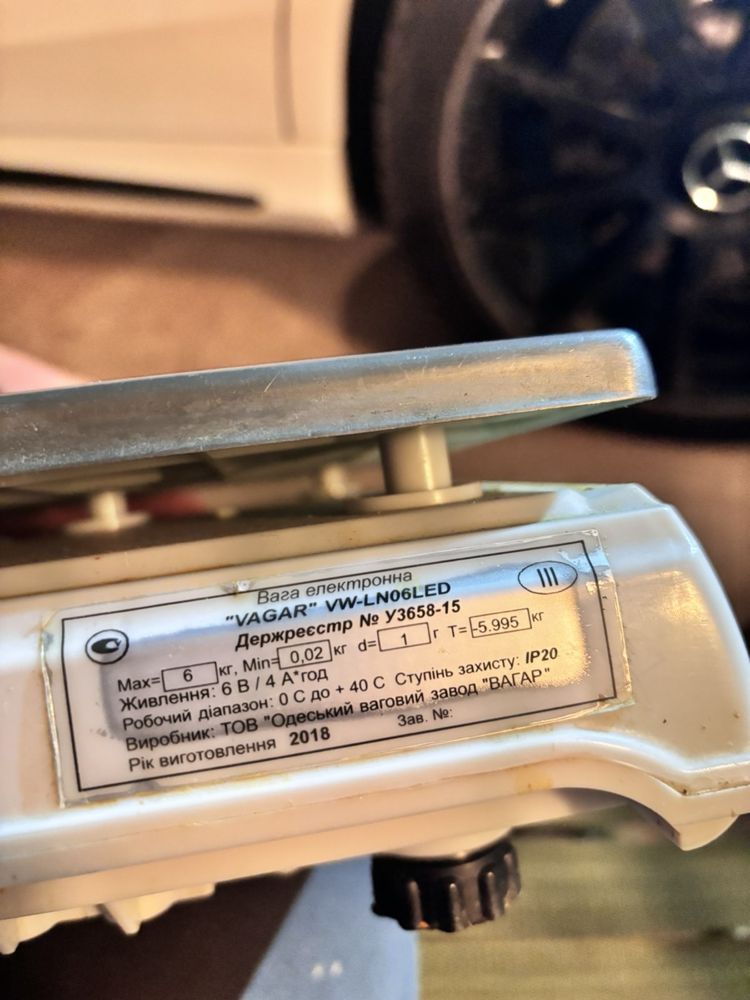 Вага електронна
"VAGAR" VW-LN06LED
Держреєстр № У3658-15
III
Max= 6 кг, Min= 0,02 кг d= 1 г T= -5.995 кг
Живлення: 6 В / 4 А*год
Робочий діапазон: 0 С до + 40 С Ступінь захисту: IP20
Виробник: ТОВ "Одеський ваговий завод "ВАГАР"
Рік виготовлення 2018 Зав. №: